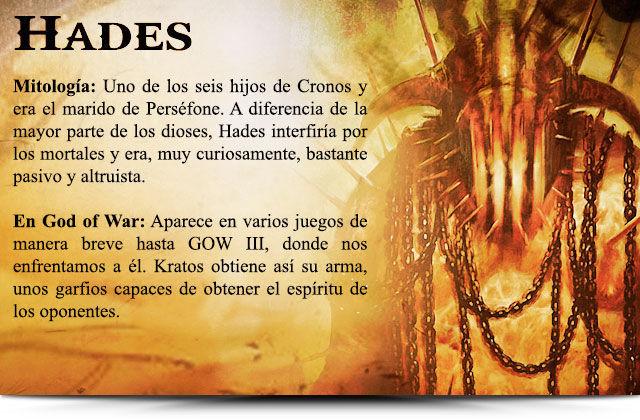 HADES
Mitología: Uno de los seis hijos de Cronos y
era el marido de Perséfone. A diferencia de la
mayor parte de los dioses, Hades interfiría por
los mortales y era, muy curiosamente, bastante
pasivo y altruista.
En God of War: Aparece en varios juegos de
manera breve hasta GOW III, donde nos
enfrentamos a él. Kratos obtiene así su arma,
unos garfios capaces de obtener el espíritu de
los oponentes.